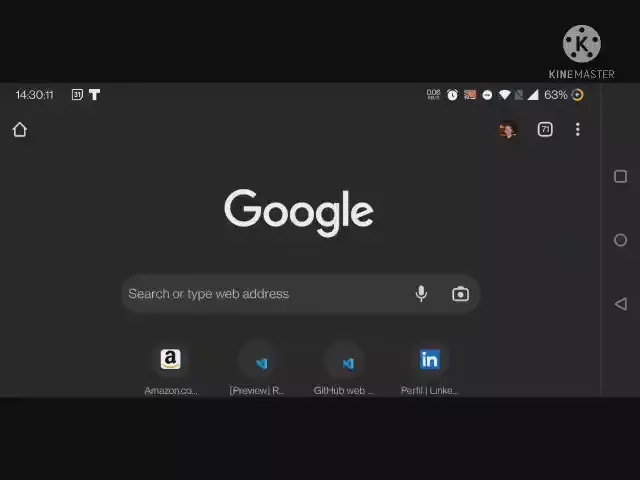 K
KINEMASTER
14:30:11
31
0.06
KB/S
63%
71
Google
Search or type web address
a
in
Amazon.co...
[Preview] R...
GitHub web ...
Perfil | Linke...